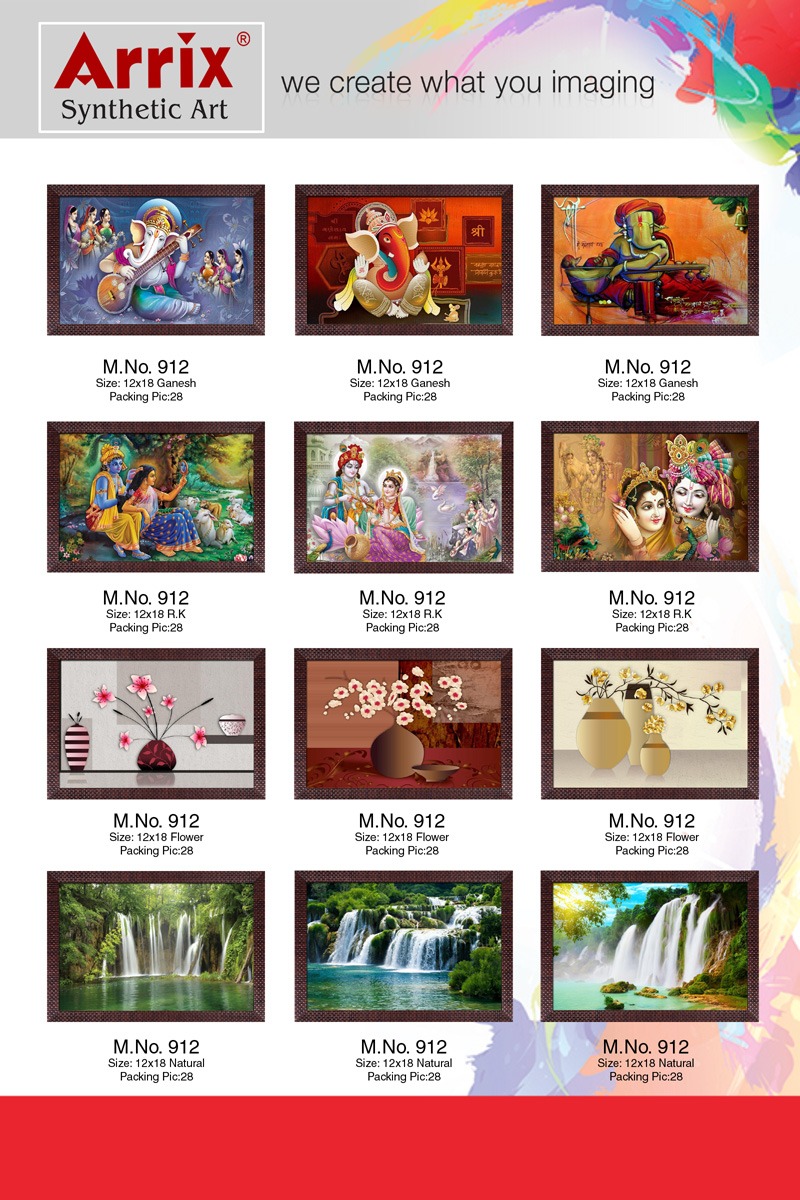 Arrix®
Synthetic Art
we create what you imaging
श्री
M.No. 912
Size: 12x18 Ganesh
Packing Pic:28
M.No. 912
Size: 12x18 Ganesh
Packing Pic:28
M.No. 912
Size: 12x18 Ganesh
Packing Pic:28
M.No. 912
Size: 12x18 R.K
Packing Pic:28
M.No. 912
Size: 12x18 R.K
Packing Pic:28
M.No. 912
Size: 12x18 R.K
Packing Pic:28
M.No. 912
Size: 12x18 Flower
Packing Pic:28
M.No. 912
Size: 12x18 Flower
Packing Pic:28
M.No. 912
Size: 12x18 Flower
Packing Pic:28
M.No. 912
Size: 12x18 Natural
Packing Pic:28
M.No. 912
Size: 12x18 Natural
Packing Pic:28
M.No. 912
Size: 12x18 Natural
Packing Pic:28